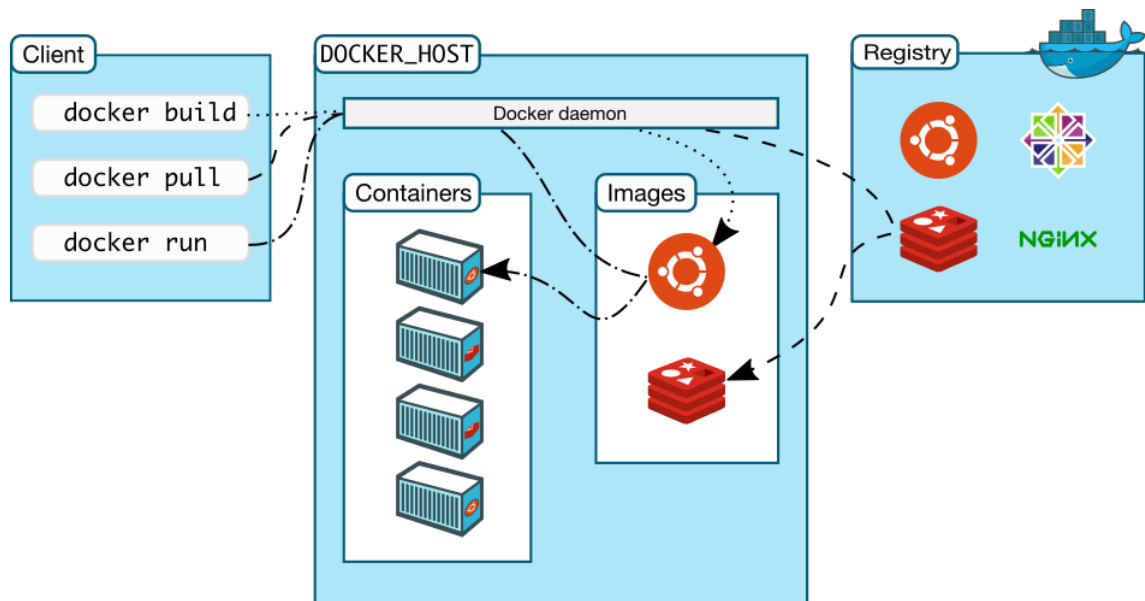 Client
docker build
docker pull
docker run
DOCKER_HOST
Docker daemon
Containers
Images
Registry
NGiNX